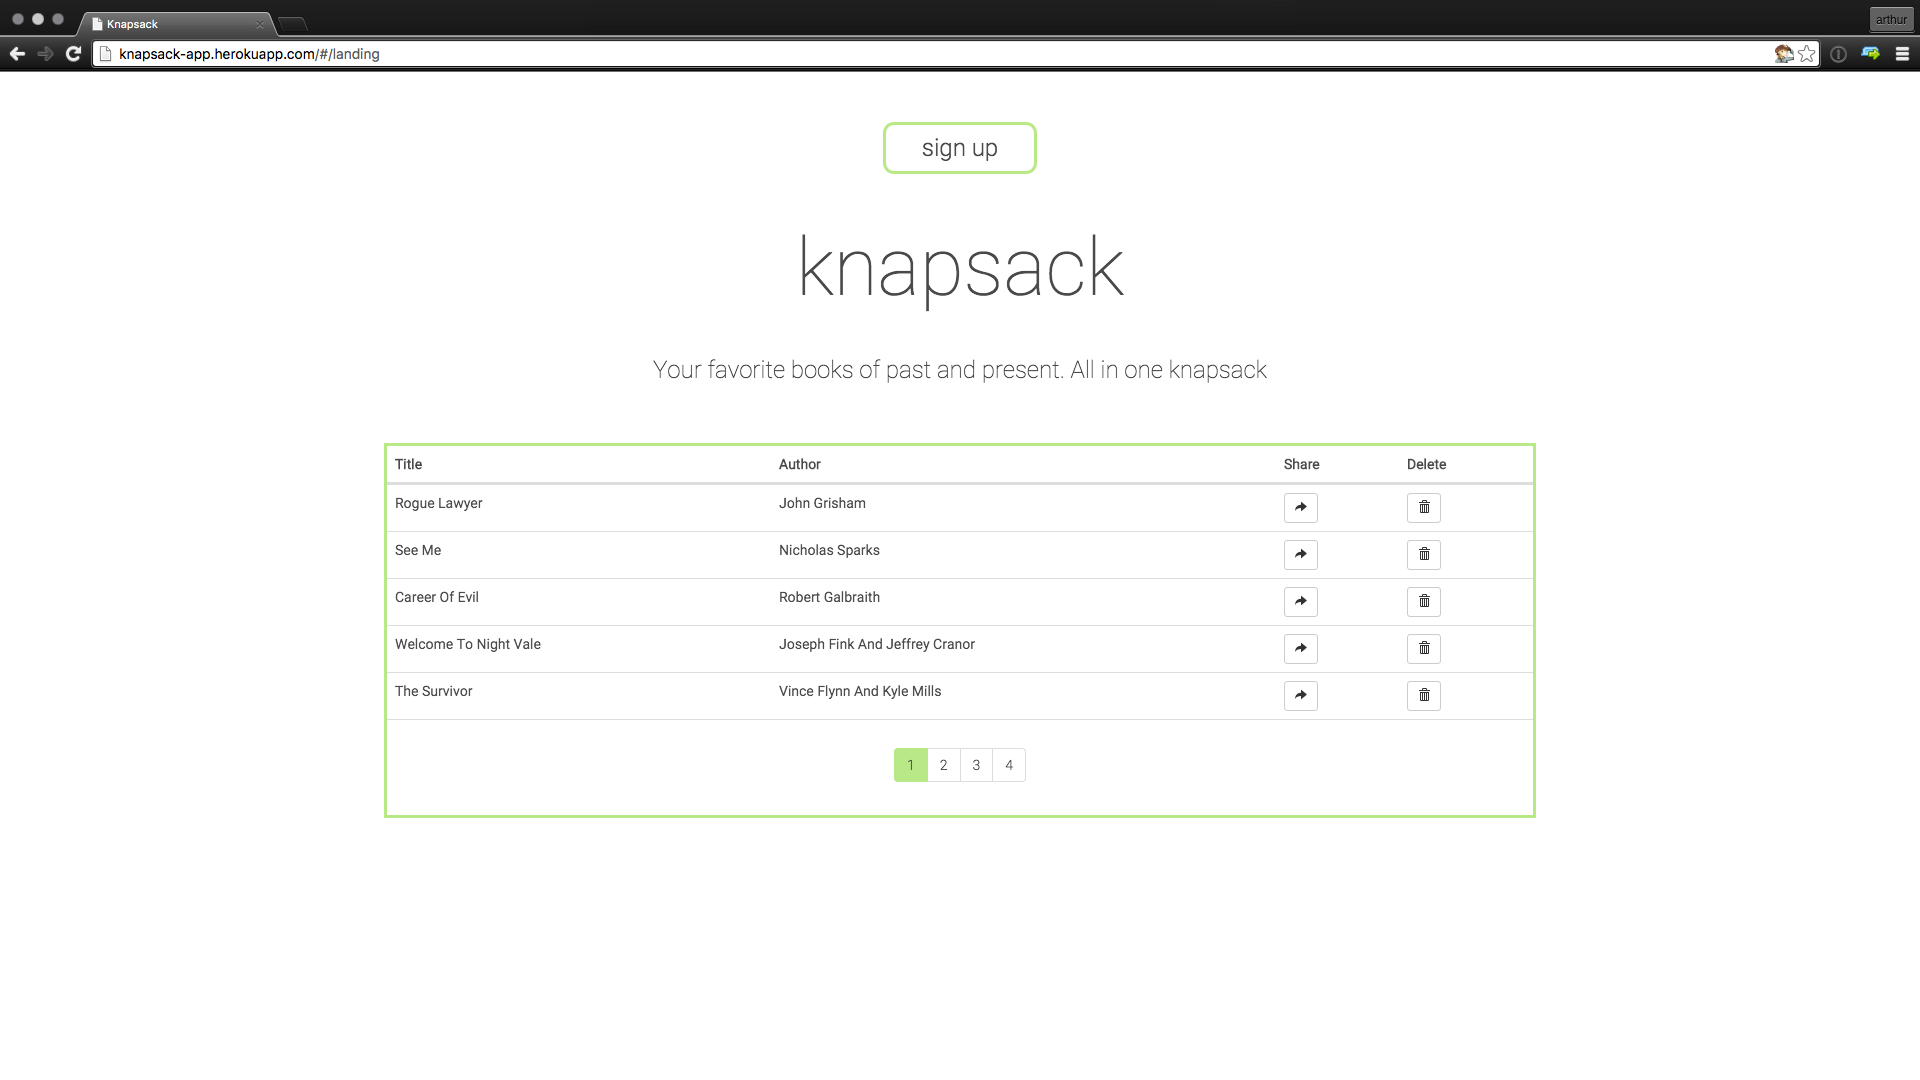 Knapsack
arthur
knapsack-app.herokuapp.com/#/landing
sign up
knapsack
Your favorite books of past and present. All in one knapsack
Title Author Share Delete
Rogue Lawyer John Grisham
See Me Nicholas Sparks
Career Of Evil Robert Galbraith
Welcome To Night Vale Joseph Fink And Jeffrey Cranor
The Survivor Vince Flynn And Kyle Mills
1 2 3 4